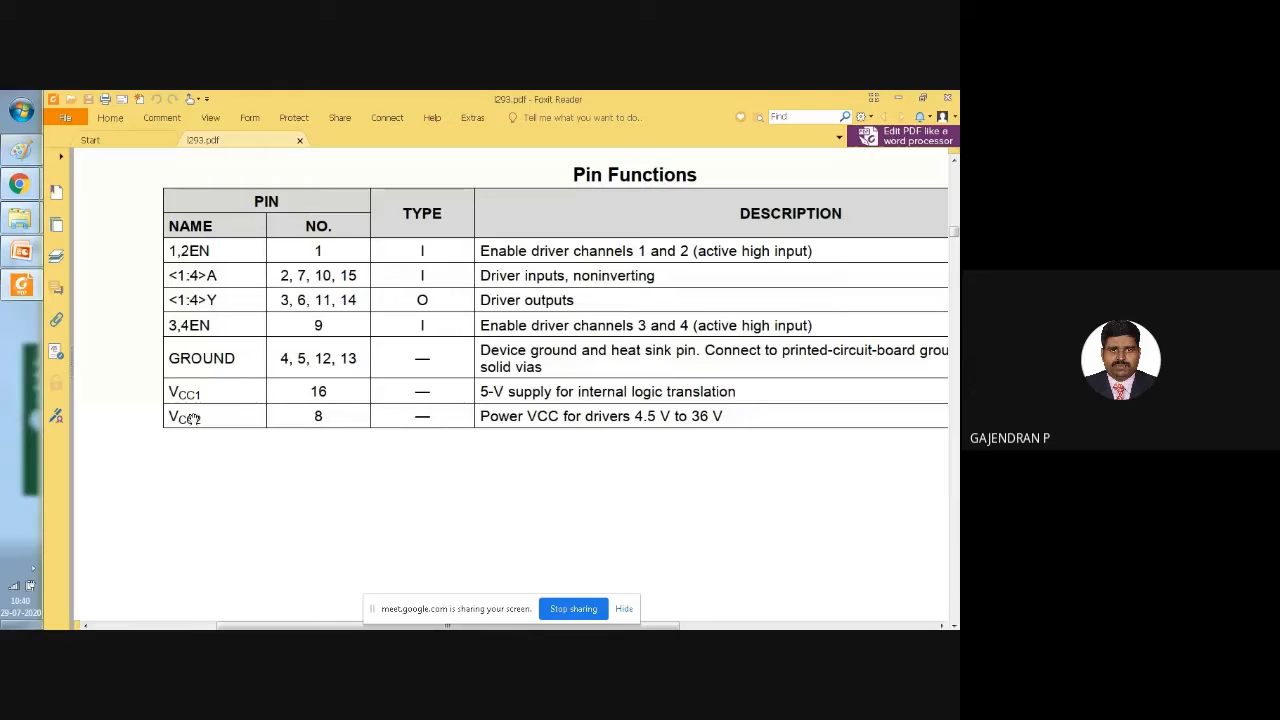 l293.pdf - Foxit Reader
File Home Comment View Form Protect Share Connect Help Extras Tell me what you want to do.. Find
Edit PDF like a
word processor
Start l293.pdf
Pin Functions
PIN TYPE DESCRIPTION
NAME NO.
1,2EN 1 I Enable driver channels 1 and 2 (active high input)
<1:4>A 2, 7, 10, 15 I Driver inputs, noninverting
<1:4>Y 3, 6, 11, 14 O Driver outputs
3,4EN 9 I Enable driver channels 3 and 4 (active high input)
GROUND 4, 5, 12, 13 — Device ground and heat sink pin. Connect to printed-circuit-board grou
solid vias
VCC1 16 — 5-V supply for internal logic translation
VCC2 8 — Power VCC for drivers 4.5 V to 36 V
GAJENDRAN P
meet.google.com is sharing your screen. Stop sharing Hide
10:40
29-07-2020